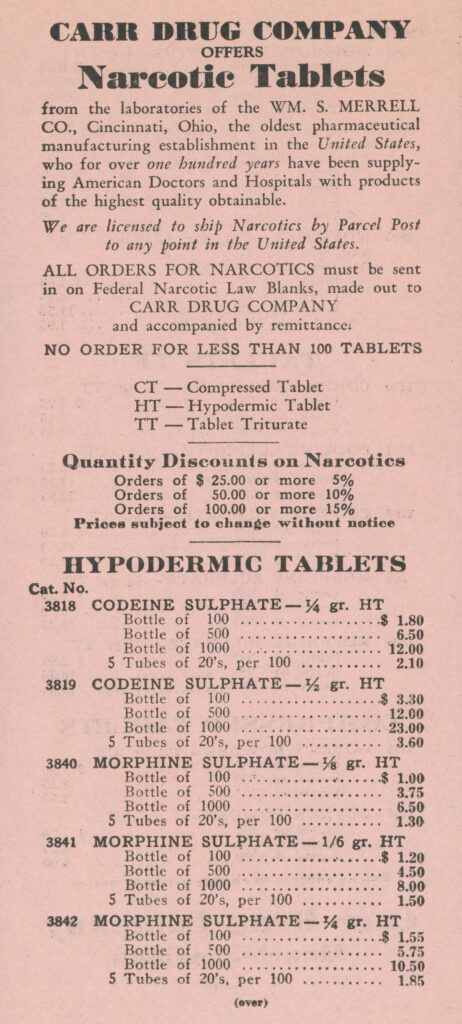 CARR DRUG COMPANY
OFFERS
Narcotic Tablets
from the laboratories of the WM. S. MERRELL
CO., Cincinnati, Ohio, the oldest pharmaceutical
manufacturing establishment in the United States,
who for over one hundred years have been supply-
ing American Doctors and Hospitals with products
of the highest quality obtainable.
We are licensed to ship Narcotics by Parcel Post
to any point in the United States.
ALL ORDERS FOR NARCOTICS must be sent
in on Federal Narcotic Law Blanks, made out to
CARR DRUG COMPANY
and accompanied by remittance.
NO ORDER FOR LESS THAN 100 TABLETS
CT — Compressed Tablet
HT — Hypodermic Tablet
TT — Tablet Triturate
Quantity Discounts on Narcotics
Orders of $ 25.00 or more 5%
Orders of 50.00 or more 10%
Orders of 100.00 or more 15%
Prices subject to change without notice
HYPODERMIC TABLETS
Cat. No.
3818 CODEINE SULPHATE — ¼ gr. HT
Bottle of 100 ....................$ 1.80
Bottle of 500 .................... 6.50
Bottle of 1000 .................... 12.00
5 Tubes of 20's, per 100 ........... 2.10
3819 CODEINE SULPHATE — ½ gr. HT
Bottle of 100 ....................$ 3.30
Bottle of 500 .................... 12.00
Bottle of 1000 .................... 23.00
5 Tubes of 20's, per 100 ........... 3.60
3840 MORPHINE SULPHATE — ⅛ gr. HT
Bottle of 100 ....................$ 1.00
Bottle of 500 .................... 3.75
Bottle of 1000 .................... 6.50
5 Tubes of 20's, per 100 ........... 1.30
3841 MORPHINE SULPHATE — 1/6 gr. HT
Bottle of 100 ....................$ 1.20
Bottle of 500 .................... 4.50
Bottle of 1000 .................... 8.00
5 Tubes of 20's, per 100 ........... 1.50
3842 MORPHINE SULPHATE — ¼ gr. HT
Bottle of 100 ....................$ 1.55
Bottle of 500 .................... 5.75
Bottle of 1000 .................... 10.50
5 Tubes of 20's, per 100 ........... 1.85
(over)